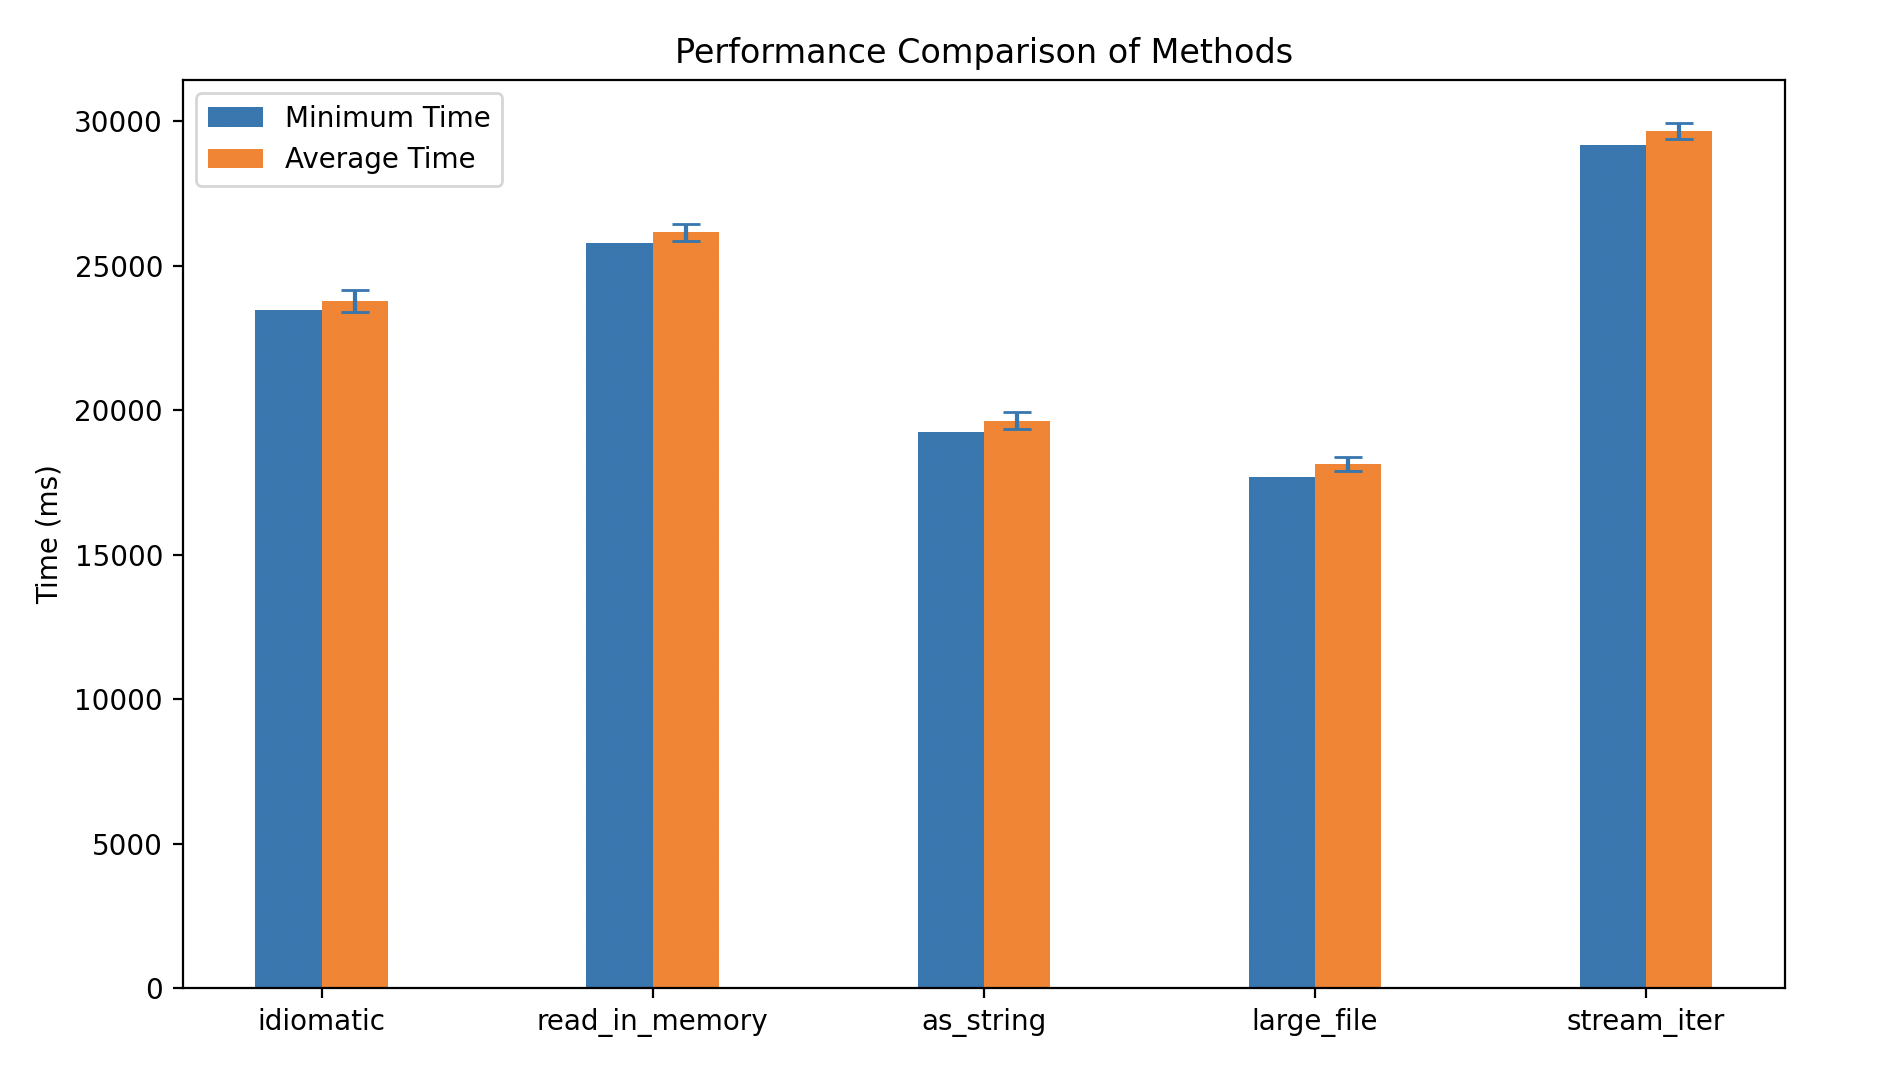 Performance Comparison of Methods
Minimum Time
Average Time
30000
25000
20000
15000
10000
5000
0
Time (ms)
idiomatic
read_in_memory
as_string
large_file
stream_iter